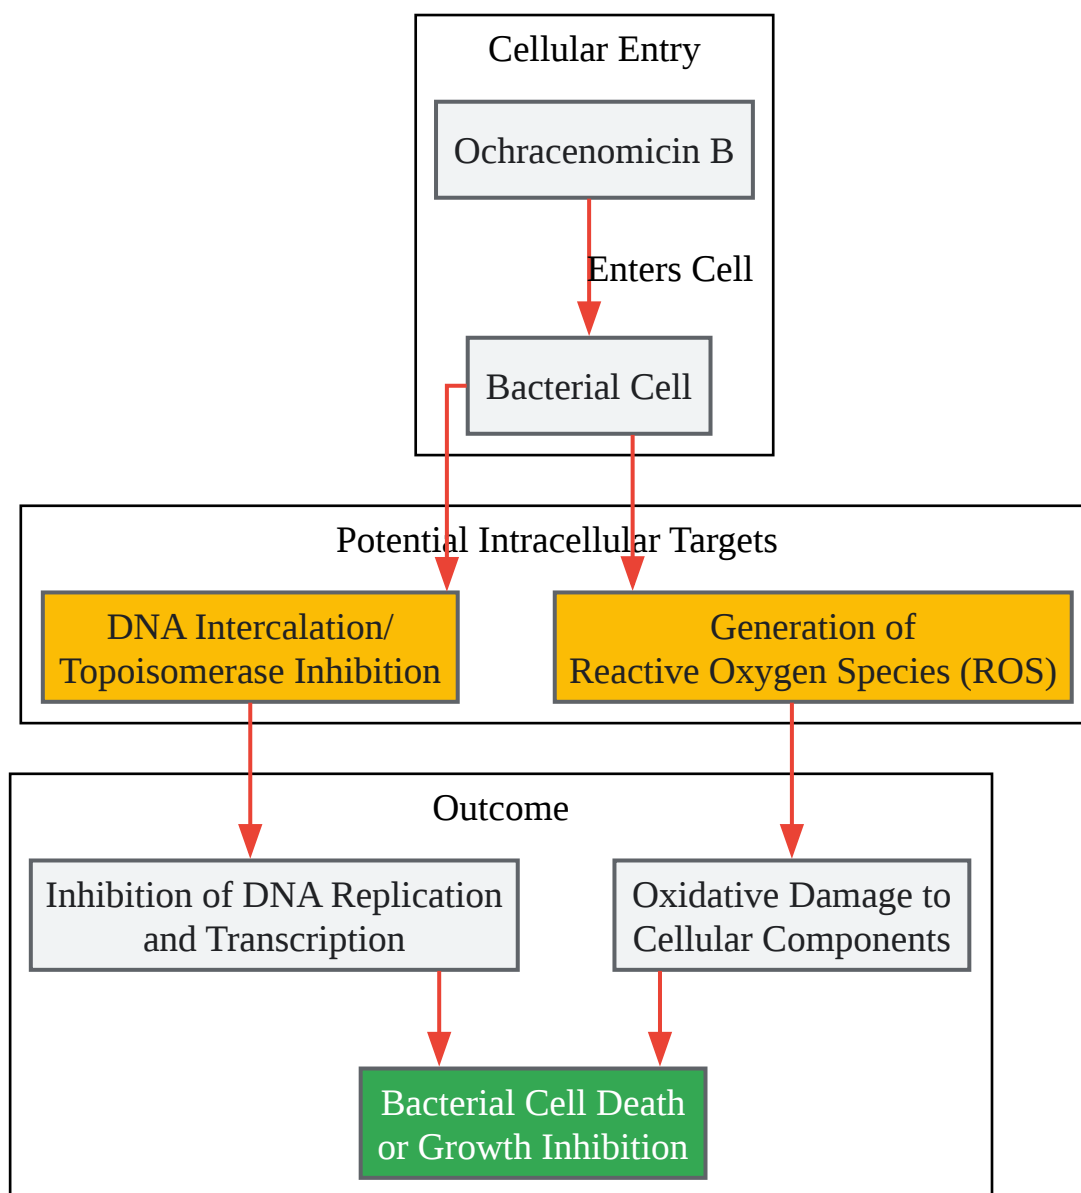 Cellular Entry
Ochracenomicin B
Enters Cell
Bacterial Cell
Potential Intracellular Targets
DNA Intercalation/
Topoisomerase Inhibition
Generation of
Reactive Oxygen Species (ROS)
Outcome
Inhibition of DNA Replication
and Transcription
Oxidative Damage to
Cellular Components
Bacterial Cell Death
or Growth Inhibition